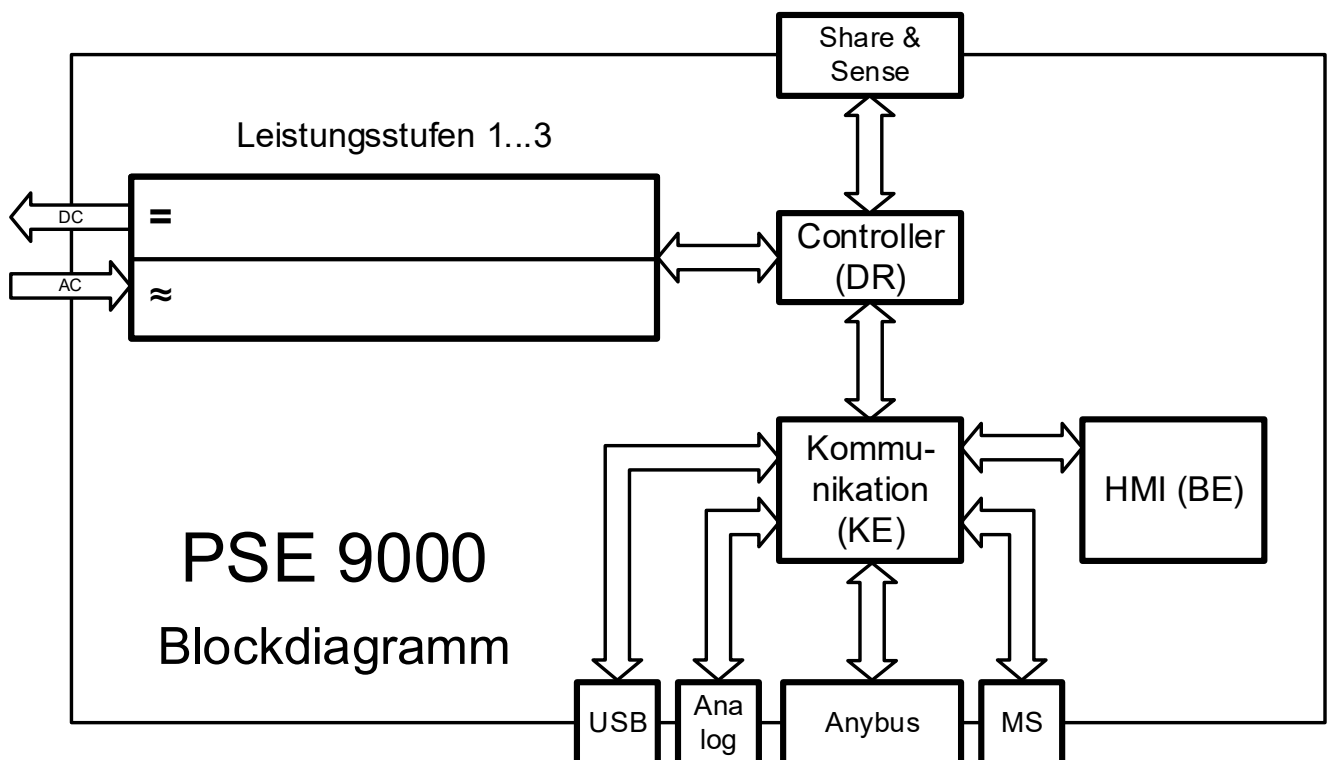 Share &
Sense
Leistungsstufen 1...3
DC
=
AC
≈
Controller
(DR)
Kommu-
nikation
(KE)
HMI (BE)
PSE 9000
Blockdiagramm
USB
Ana
log
Anybus
MS